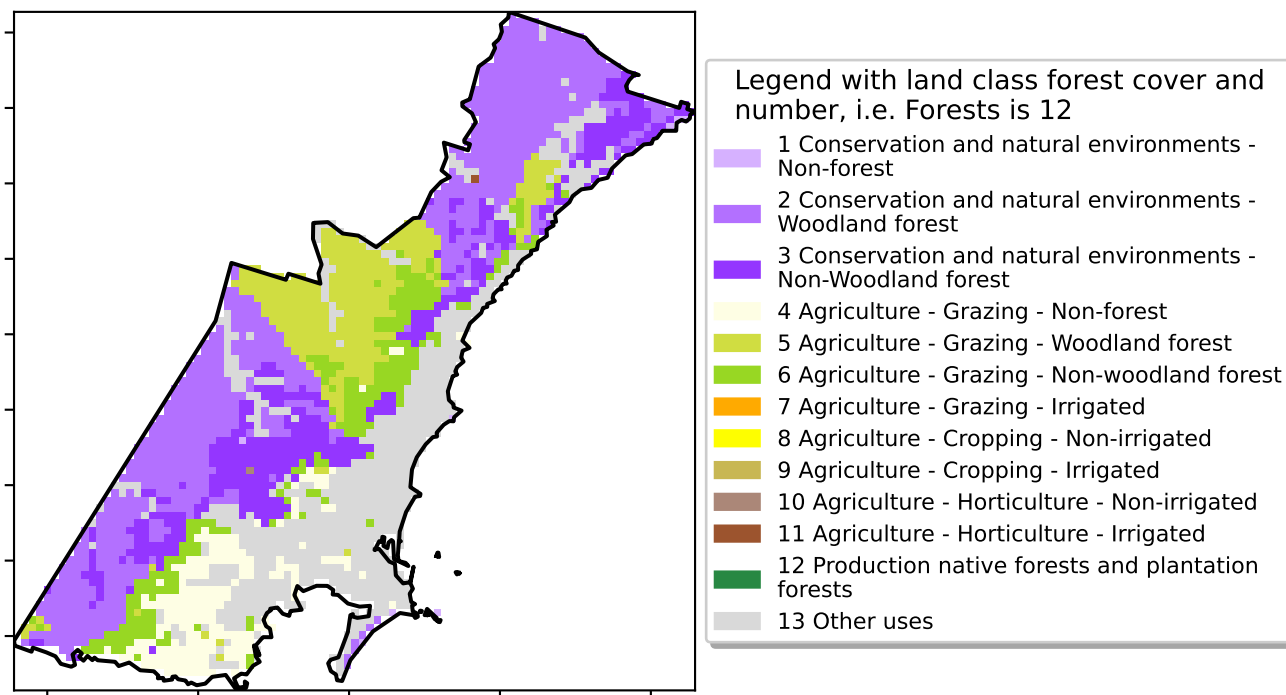 Legend with land class forest cover and
number, i.e. Forests is 12
1 Conservation and natural environments -
Non-forest
2 Conservation and natural environments -
Woodland forest
3 Conservation and natural environments -
Non-Woodland forest
4 Agriculture - Grazing - Non-forest
5 Agriculture - Grazing - Woodland forest
6 Agriculture - Grazing - Non-woodland forest
7 Agriculture - Grazing - Irrigated
8 Agriculture - Cropping - Non-irrigated
9 Agriculture - Cropping - Irrigated
10 Agriculture - Horticulture - Non-irrigated
11 Agriculture - Horticulture - Irrigated
12 Production native forests and plantation
forests
13 Other uses